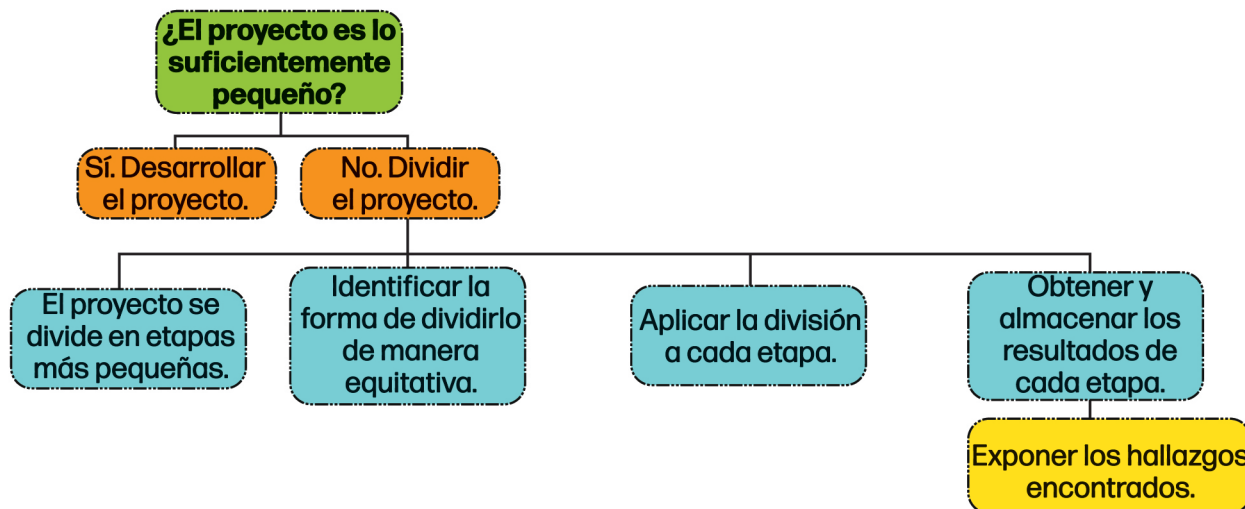 ¿El proyecto es lo
suficientemente
pequeño?
Sí. Desarrollar
el proyecto.
No. Dividir
el proyecto.
El proyecto se
divide en etapas
más pequeñas.
Identificar la
forma de dividirlo
de manera
equitativa.
Aplicar la división
a cada etapa.
Obtener y
almacenar los
resultados de
cada etapa.
Exponer los hallazgos
encontrados.